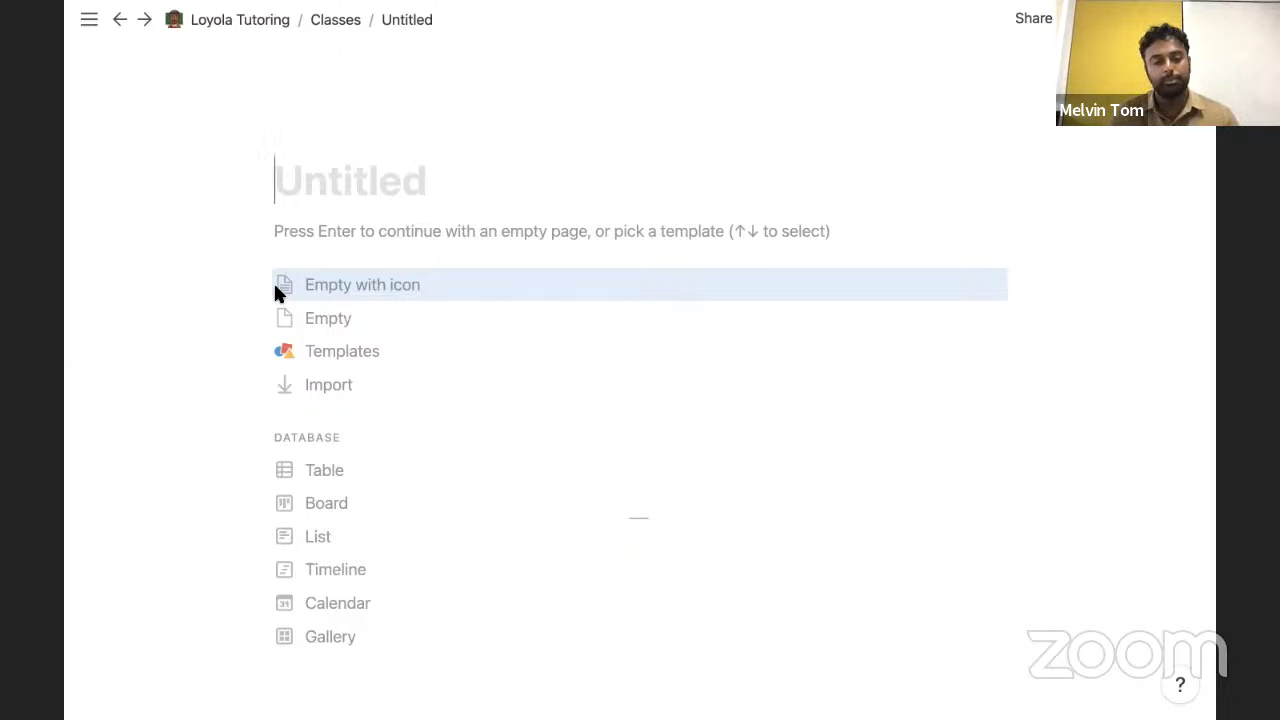 Loyola Tutoring / Classes / Untitled
Share
Melvin Tom
Untitled
Press Enter to continue with an empty page, or pick a template (↑↓ to select)
Empty with icon
Empty
Templates
Import
DATABASE
Table
Board
List
Timeline
31 Calendar
Gallery
zoom
?